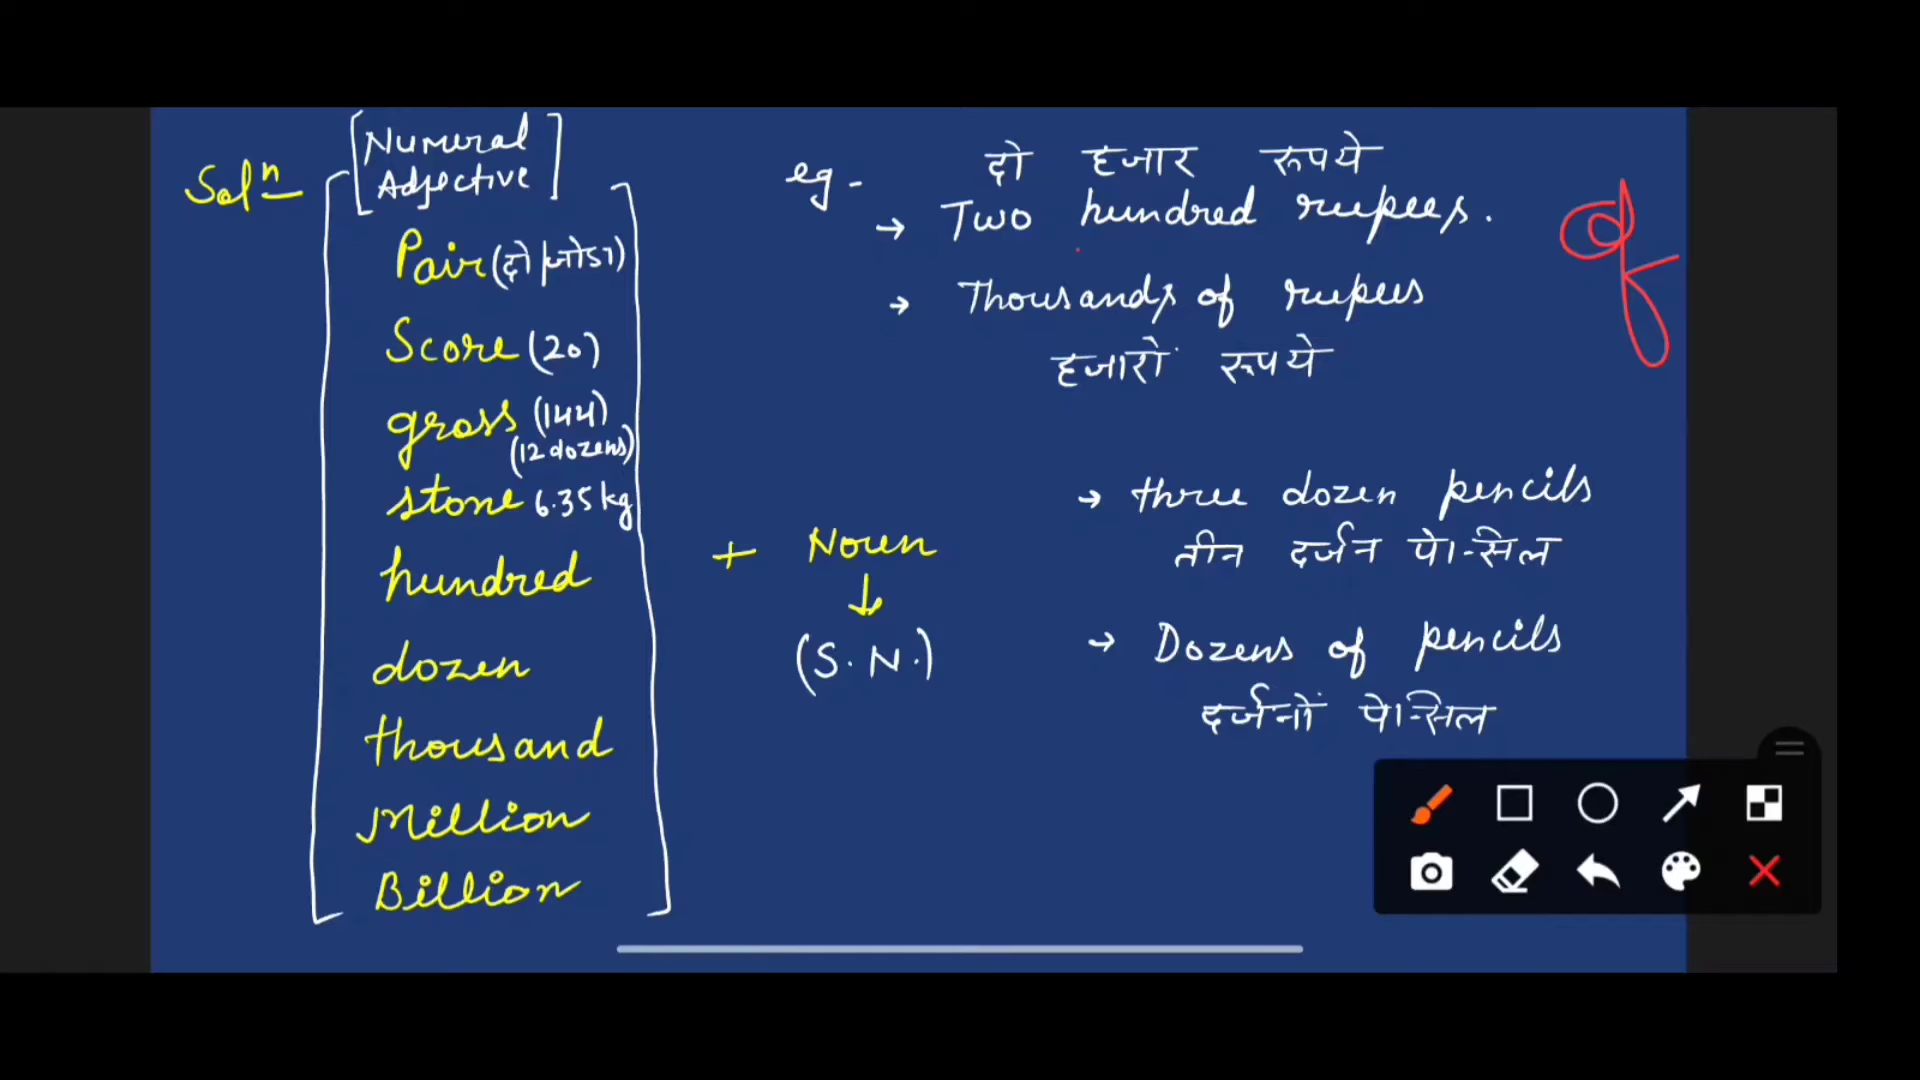 Solⁿ
[Numeral
Adjective]
Pair (दो/जोडा)
Score (20)
gross (144)
(12 dozens)
stone 6.35 kg
hundred
dozen
thousand
Million
Billion
+ Noun
↓
(S.N.)
eg -
दो हजार रूपये
→ Two hundred rupees.
→ Thousands of rupees
हजारों रूपये
→ three dozen pencils
तीन दर्जन पेन्सिल
→ Dozens of pencils
दर्जनों पेन्सिल